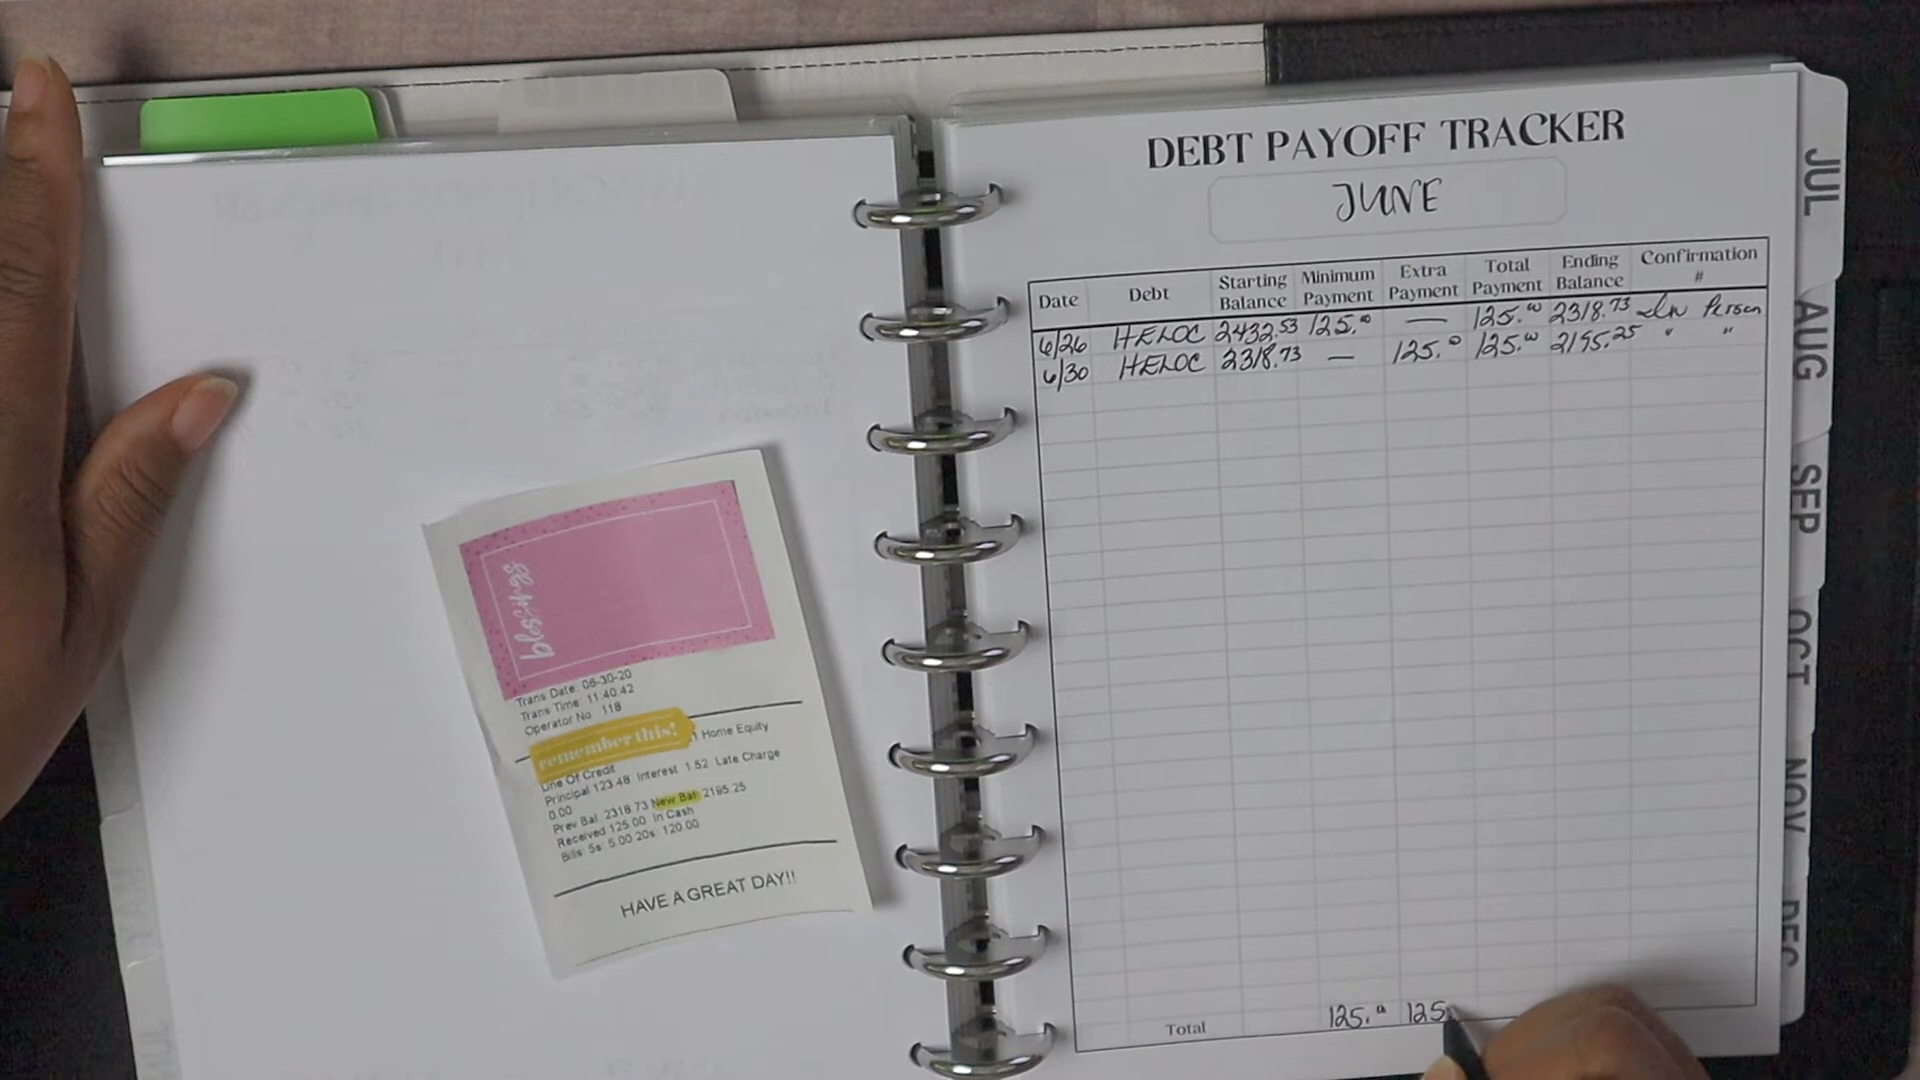 blessings
Trans Date: 06-30-20
Trans Time: 11:40:42
Operator No 118
remember this! 1 Home Equity
Line Of Credit
Principal 123.48 Interest 1.52 Late Charge
0.00
Prev Bal 2318.73 New Bal 2195.25
Received 125.00 In Cash
Bills: 5s: 5.00 20s: 120.00
HAVE A GREAT DAY!!
DEBT PAYOFF TRACKER
JUNE
Date Debt Starting Balance Minimum Payment Extra Payment Total Payment Ending Balance Confirmation #
6/26 HELOC 2432.53 125.00 — 125.00 2318.73 In Person
6/30 HELOC 2318.73 — 125.0 125.00 2195.25 " "
Total 125.00 125.
JUL
AUG
SEP
OCT
NOV
DEC